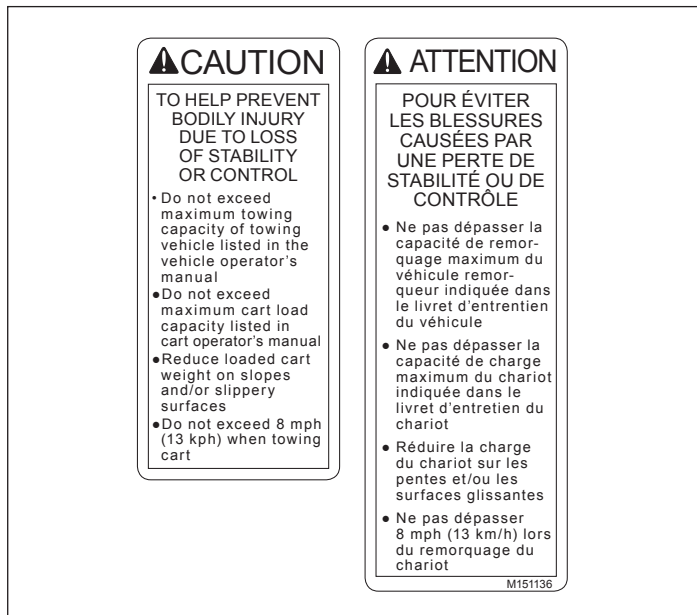 CAUTION
TO HELP PREVENT
BODILY INJURY
DUE TO LOSS
OF STABILITY
OR CONTROL
• Do not exceed
maximum towing
capacity of towing
vehicle listed in the
vehicle operator's
manual
●Do not exceed
maximum cart load
capacity listed in
cart operator's manual
●Reduce loaded cart
weight on slopes
and/or slippery
surfaces
●Do not exceed 8 mph
(13 kph) when towing
cart
ATTENTION
POUR ÉVITER
LES BLESSURES
CAUSÉES PAR
UNE PERTE DE
STABILITÉ OU DE
CONTRÔLE
● Ne pas dépasser la
capacité de remor-
quage maximum du
véhicule remor-
queur indiquée dans
le livret d'entrentien
du véhicule
● Ne pas dépasser la
capacité de charge
maximum du chariot
indiquée dans le
livret d'entretien du
chariot
● Réduire la charge
du chariot sur les
pentes et/ou les
surfaces glissantes
● Ne pas dépasser
8 mph (13 km/h) lors
du remorquage du
chariot
M151136